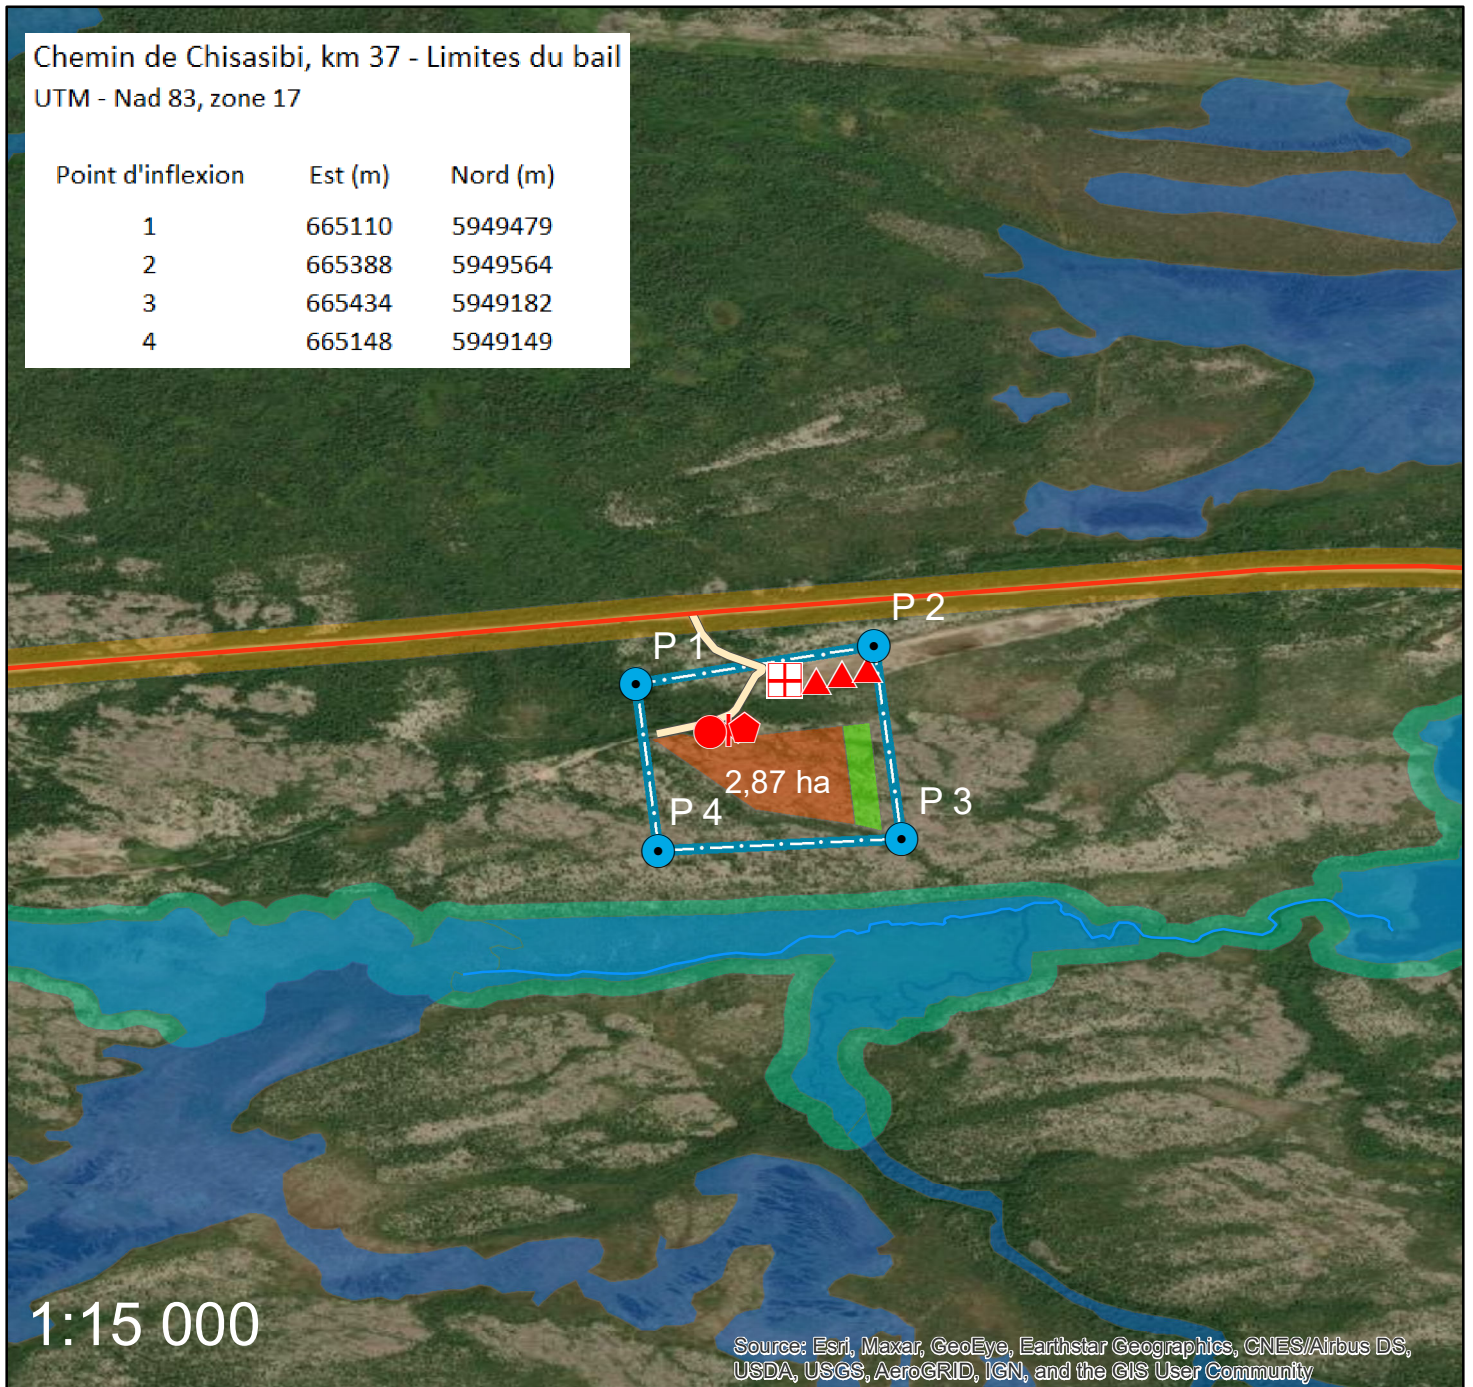 Chemin de Chisasibi, km 37 - Limites du bail
UTM - Nad 83, zone 17
Point d'inflexion Est (m) Nord (m)
1 665110 5949479
2 665388 5949564
3 665434 5949182
4 665148 5949149
P 2
P 1
2,87 ha
P 3
P 4
1:15 000
Source: Esri, Maxar, GeoEye, Earthstar Geographics, CNES/Airbus DS,
USDA, USGS, AeroGRID, IGN, and the GIS User Community